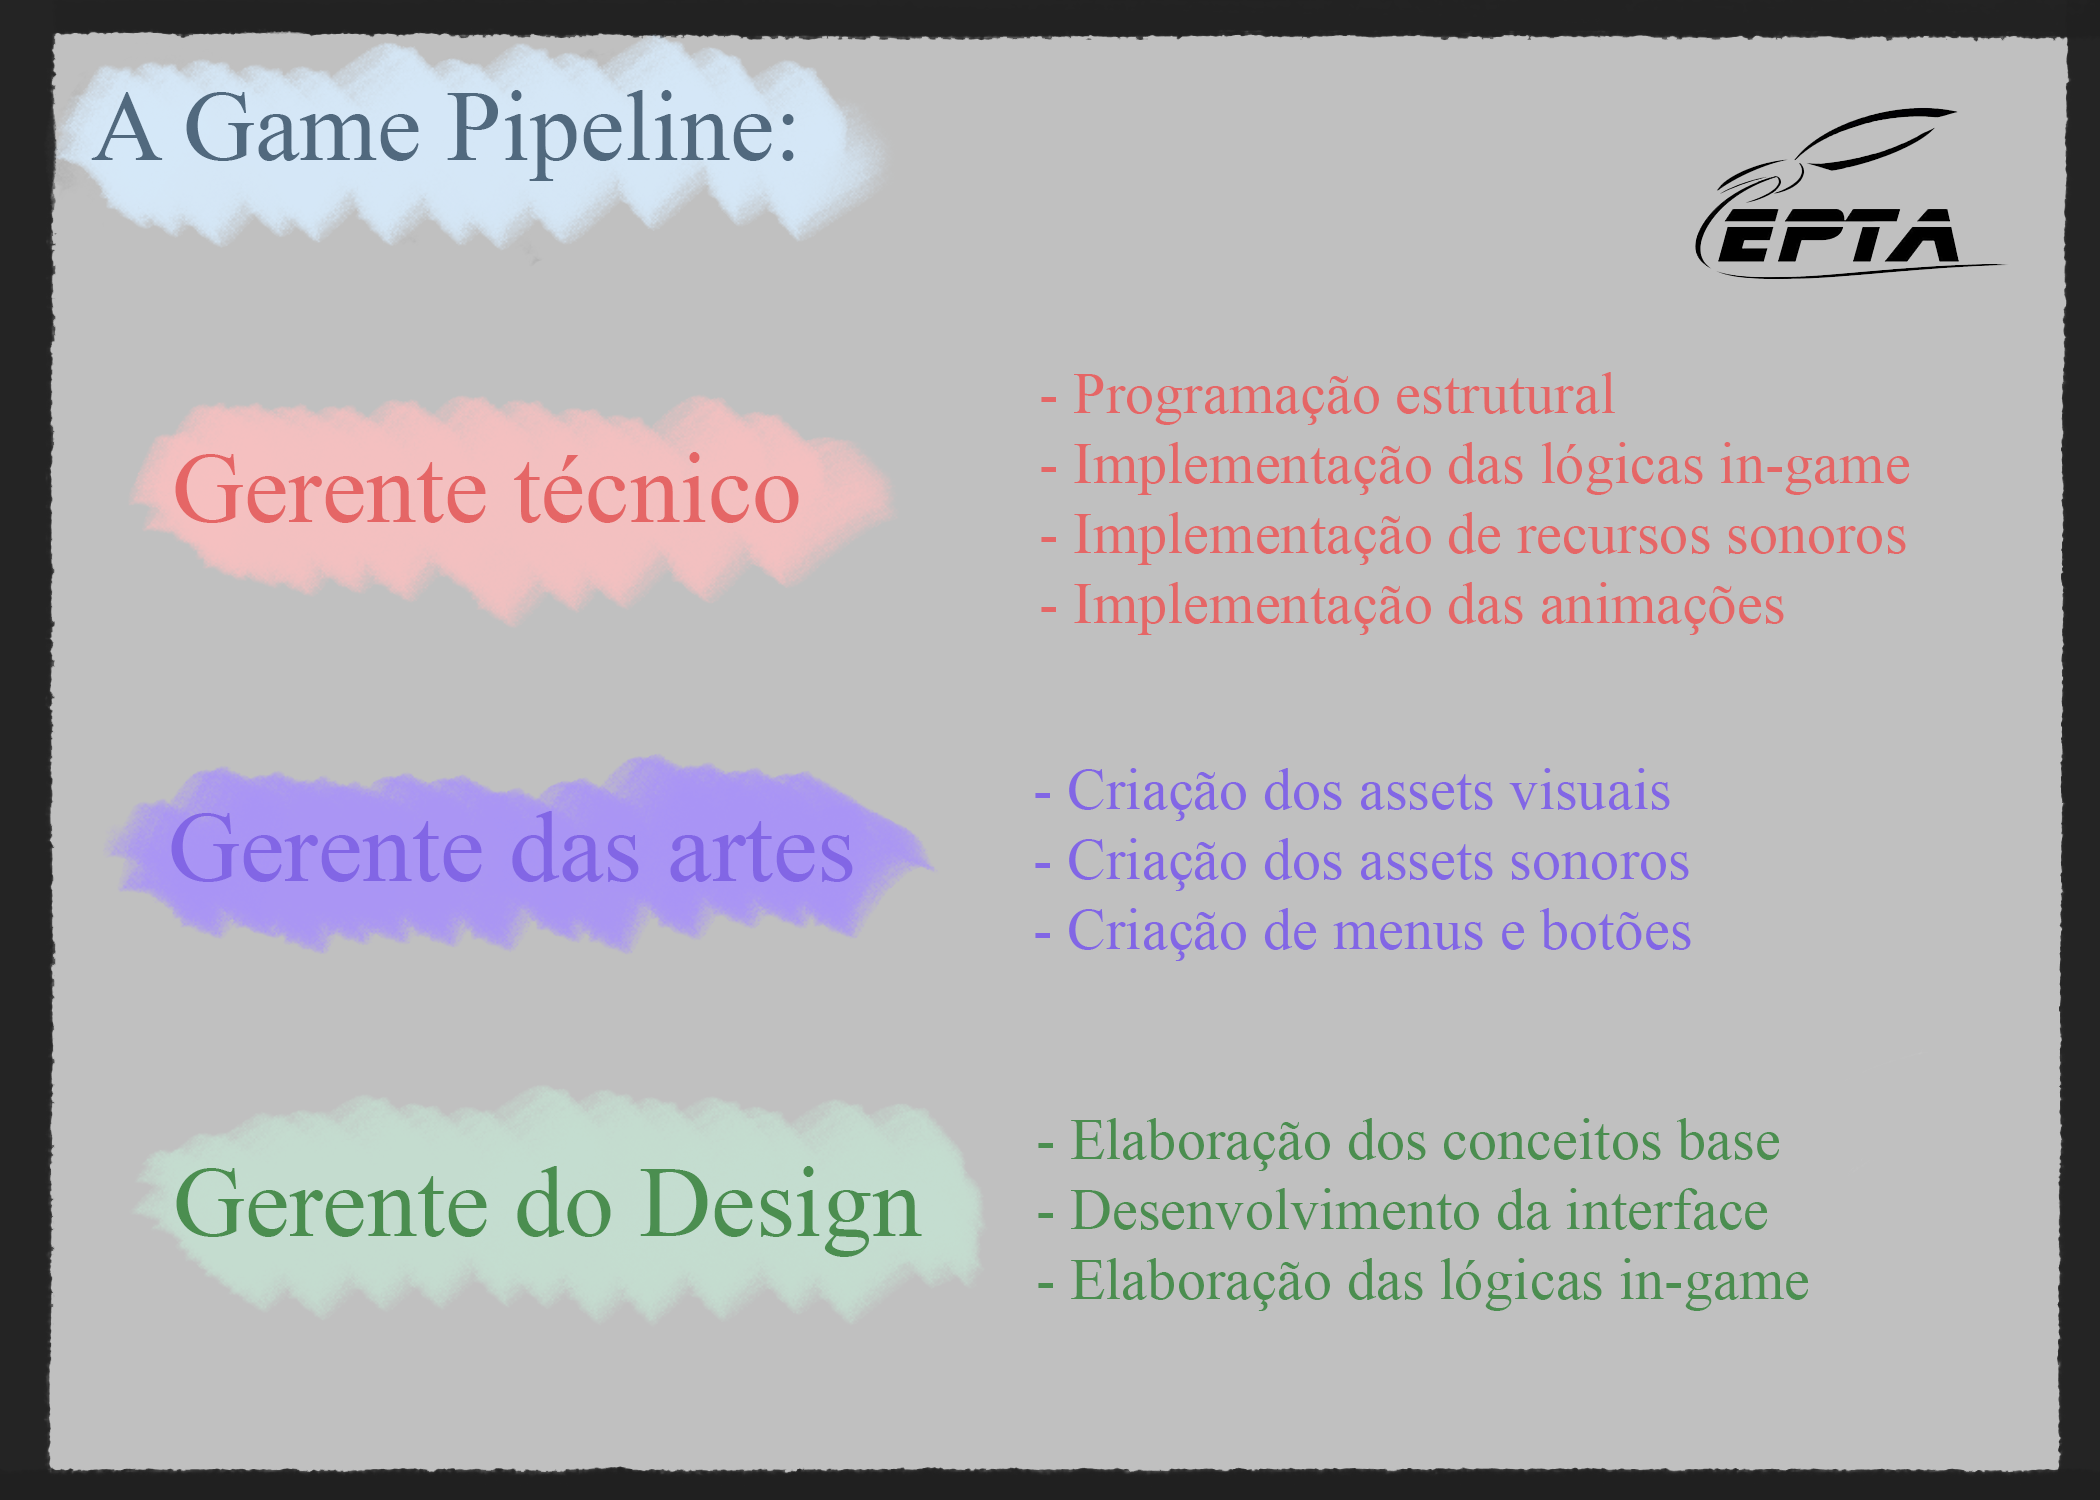 A Game Pipeline:
EPTA
Gerente técnico
- Programação estrutural
- Implementação das lógicas in-game
- Implementação de recursos sonoros
- Implementação das animações
Gerente das artes
- Criação dos assets visuais
- Criação dos assets sonoros
- Criação de menus e botões
Gerente do Design
- Elaboração dos conceitos base
- Desenvolvimento da interface
- Elaboração das lógicas in-game